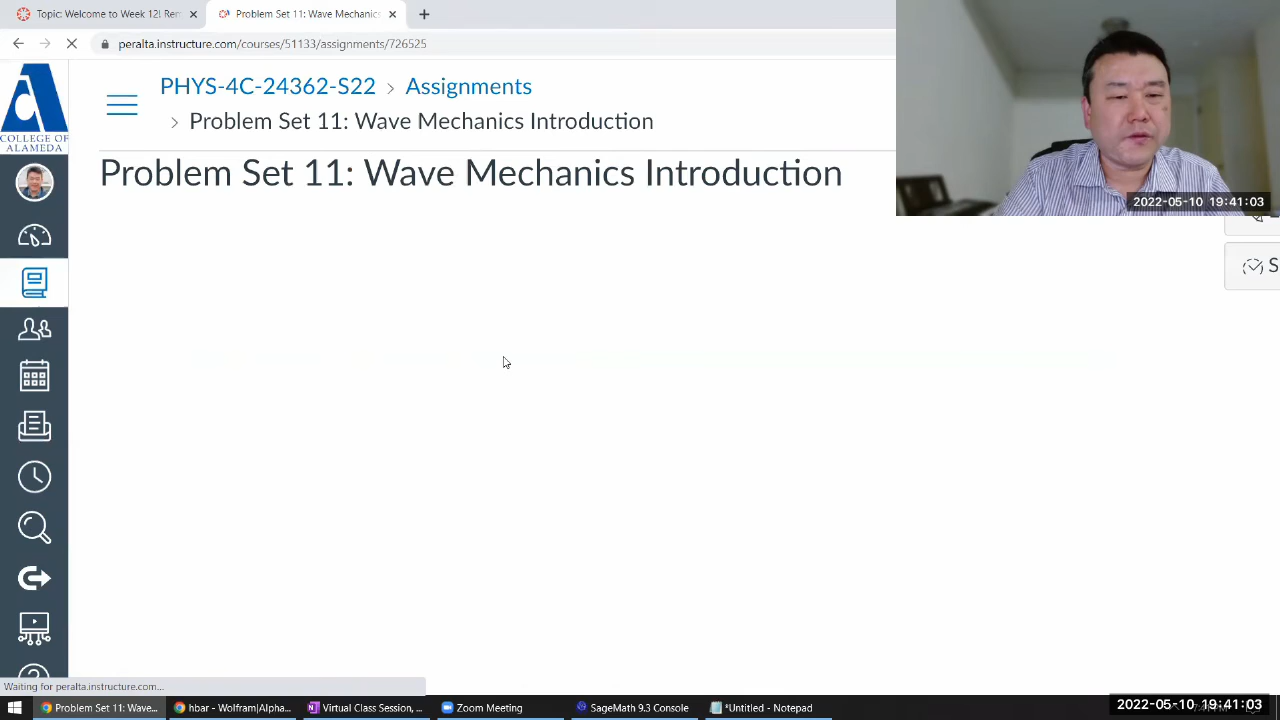 Topic: Welcome to Week 12! Ren
Problem Set 11: Wave Mechanics
peralta.instructure.com/courses/51133/assignments/726525
COLLEGE OF
ALAMEDA
PHYS-4C-24362-S22 > Assignments
> Problem Set 11: Wave Mechanics Introduction
Problem Set 11: Wave Mechanics Introduction
2022-05-10 19:41:03
S
Waiting for peralta.instructure.com...
Problem Set 11: Wave...
hbar - Wolfram|Alpha...
Virtual Class Session, ...
Zoom Meeting
SageMath 9.3 Console
*Untitled - Notepad
2022-05-10 19:41:03